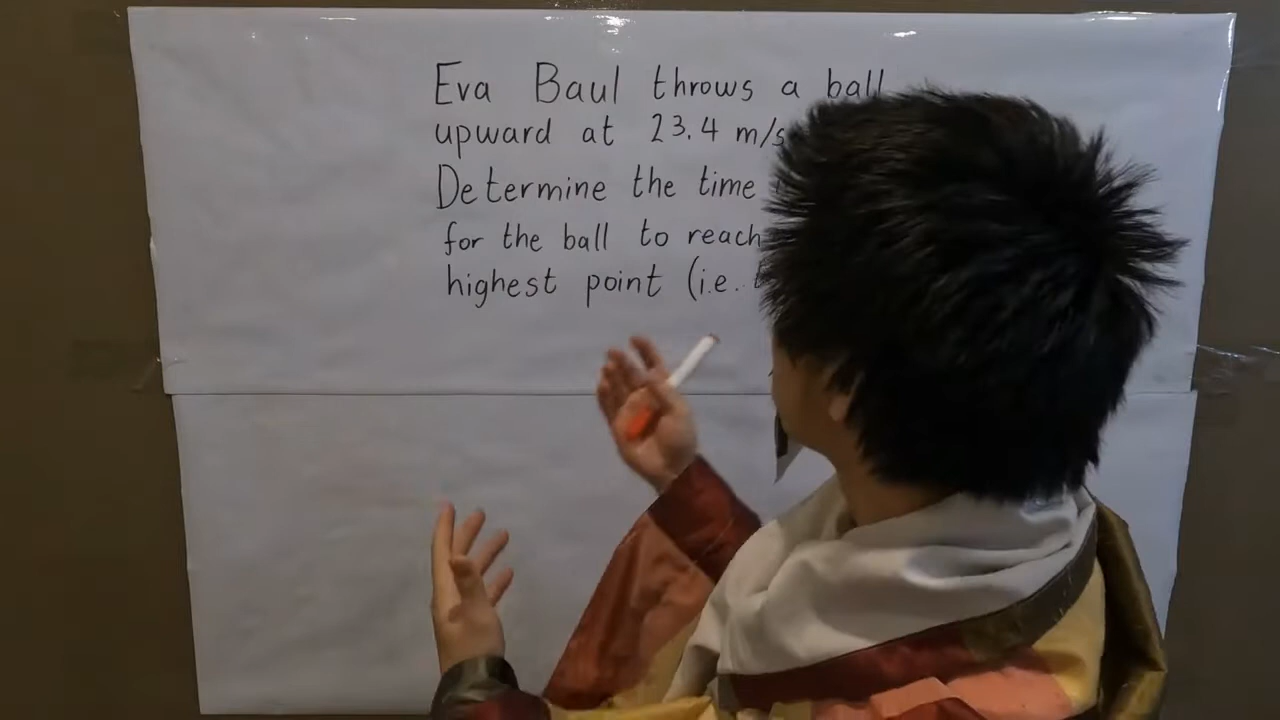 Eva Baul throws a ball
upward at 23.4 m/s
Determine the time
for the ball to reach
highest point (i.e.